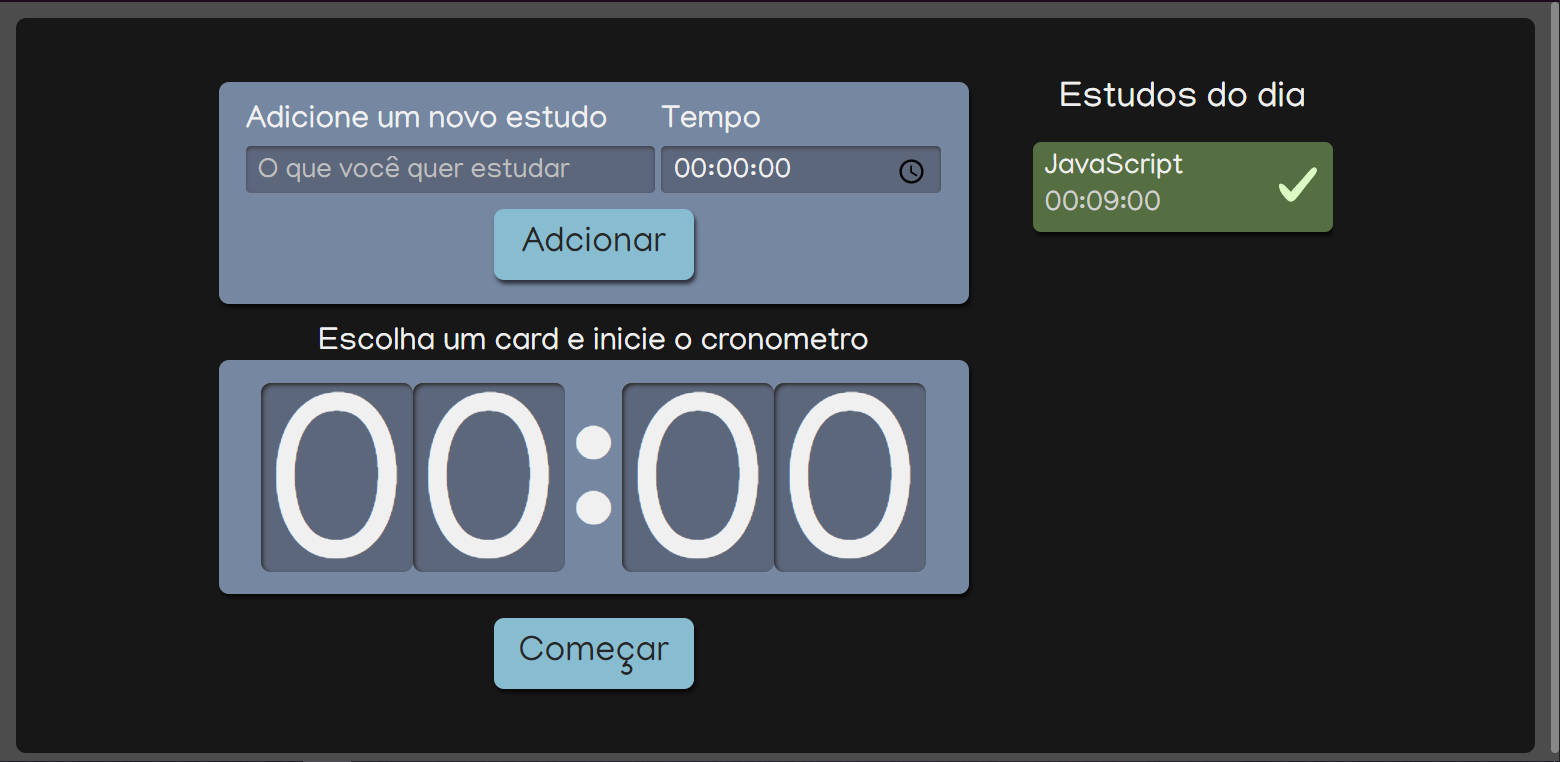 Adicione um novo estudo
Tempo
O que você quer estudar
00:00:00
Adcionar
Escolha um card e inicie o cronometro
00:00
Começar
Estudos do dia
JavaScript
00:09:00